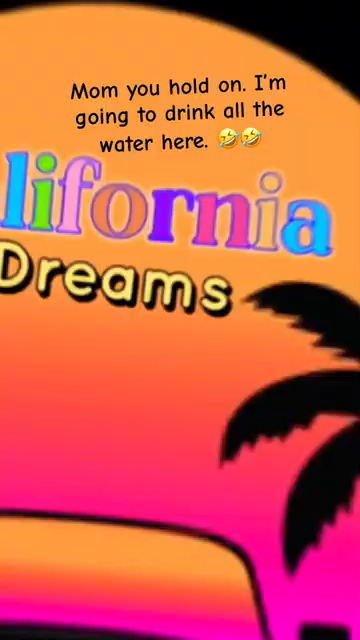 Mom you hold on. I'm
going to drink all the
water here. 🤣🤣
lifornia
Dreams